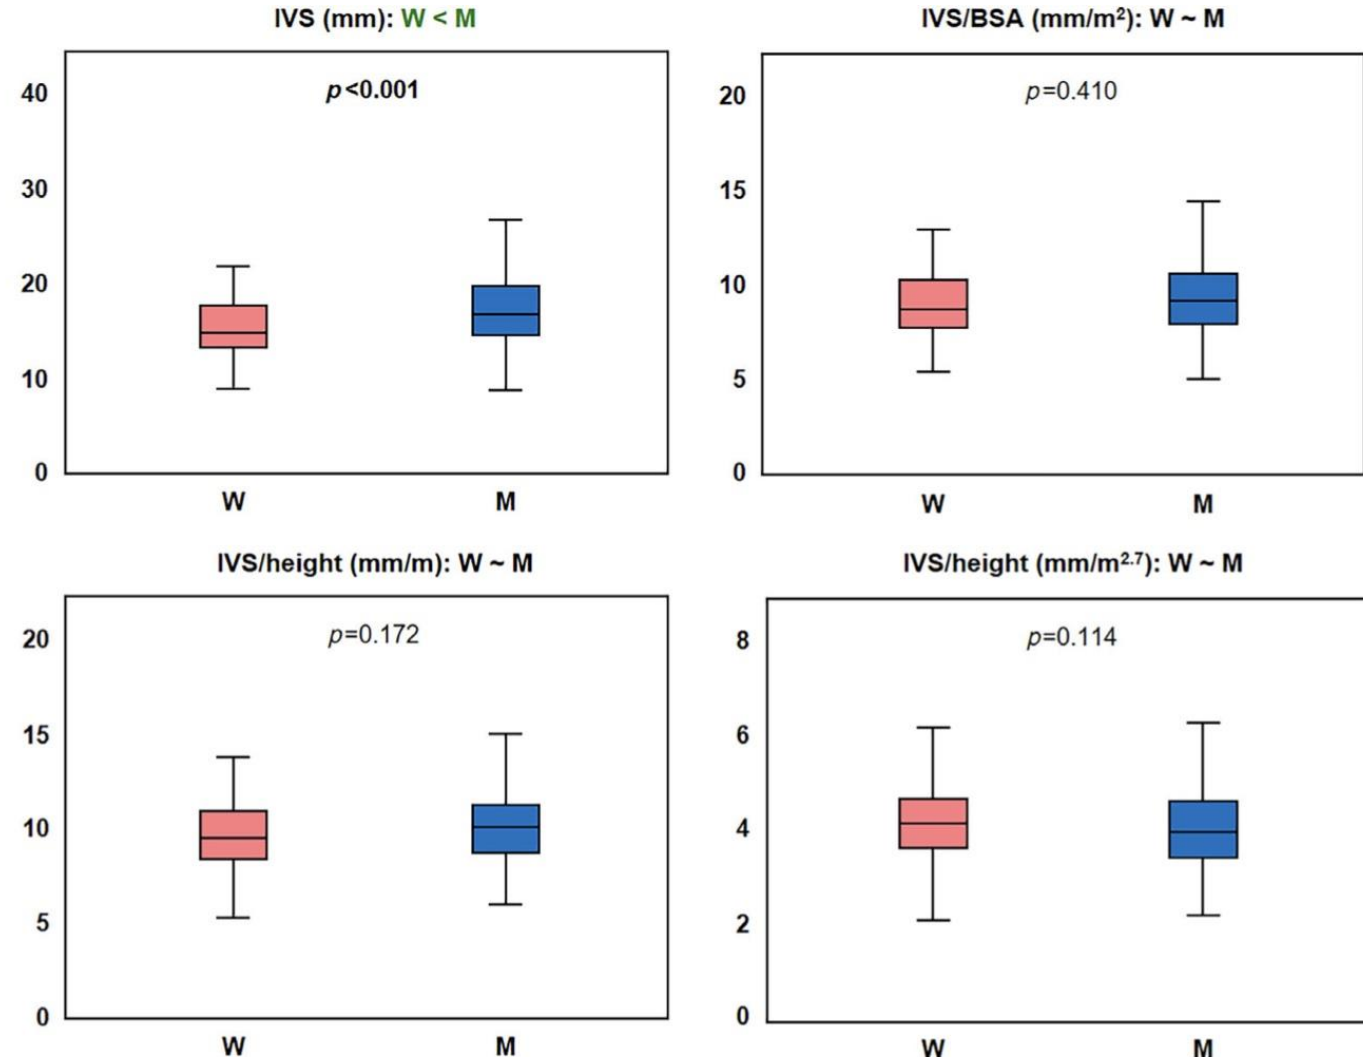 IVS (mm): W < M
p<0.001
40
30
20
10
0
W M
IVS/BSA (mm/m²): W ~ M
p=0.410
20
15
10
5
0
W M
IVS/height (mm/m): W ~ M
p=0.172
20
15
10
5
0
W M
IVS/height (mm/m²·⁷): W ~ M
p=0.114
8
6
4
2
0
W M